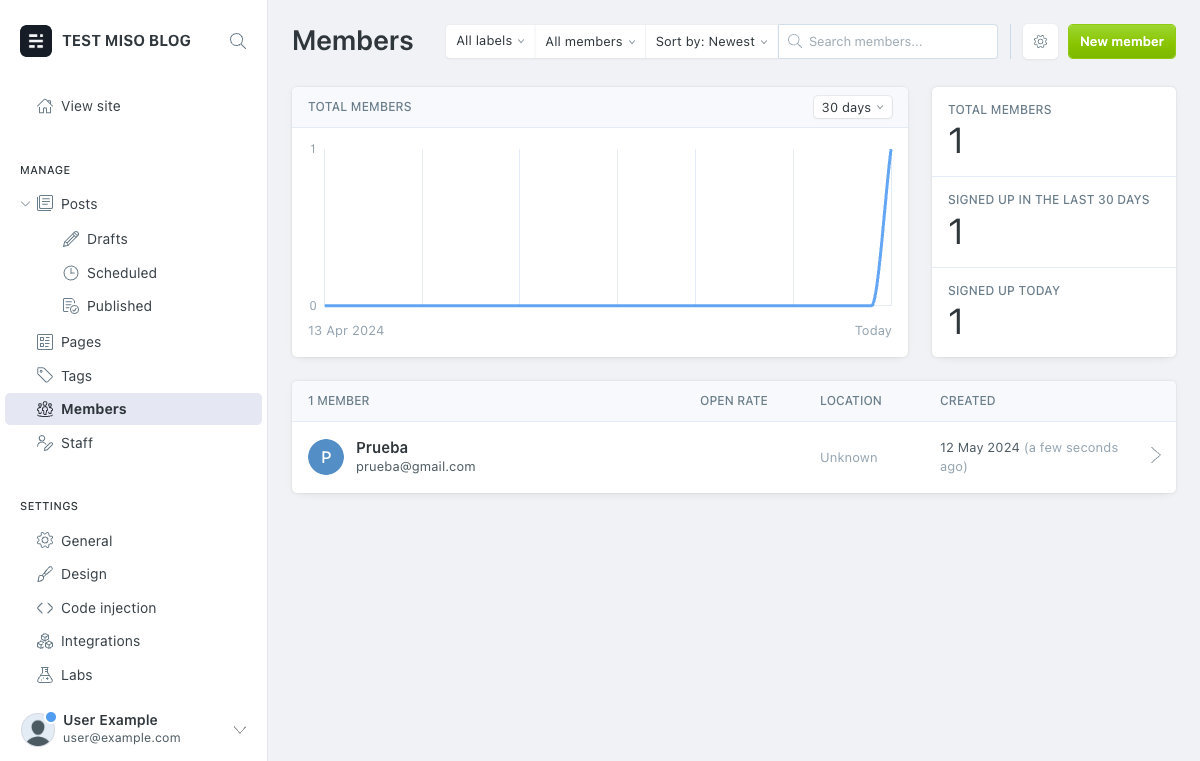 TEST MISO BLOG
View site
MANAGE
Posts
Drafts
Scheduled
Published
Pages
Tags
Members
Staff
SETTINGS
General
Design
Code injection
Integrations
Labs
User Example
user@example.com
Members
All labels
All members
Sort by: Newest
Search members...
New member
TOTAL MEMBERS
30 days
1
0
13 Apr 2024
Today
TOTAL MEMBERS
1
SIGNED UP IN THE LAST 30 DAYS
1
SIGNED UP TODAY
1
1 MEMBER
OPEN RATE
LOCATION
CREATED
P
Prueba
prueba@gmail.com
Unknown
12 May 2024 (a few seconds
ago)